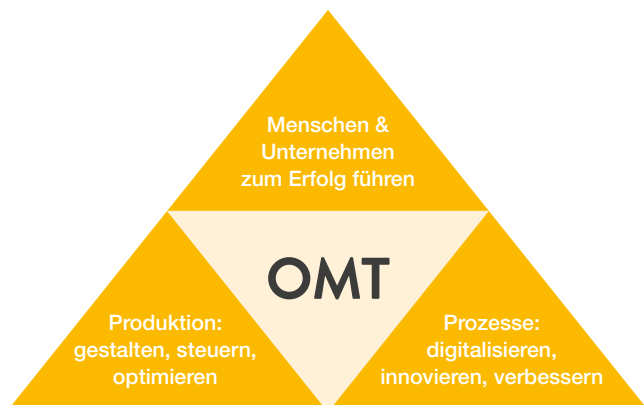 Menschen &
Unternehmen
zum Erfolg führen
OMT
Produktion:
gestalten, steuern,
optimieren
Prozesse:
digitalisieren,
innovieren, verbessern